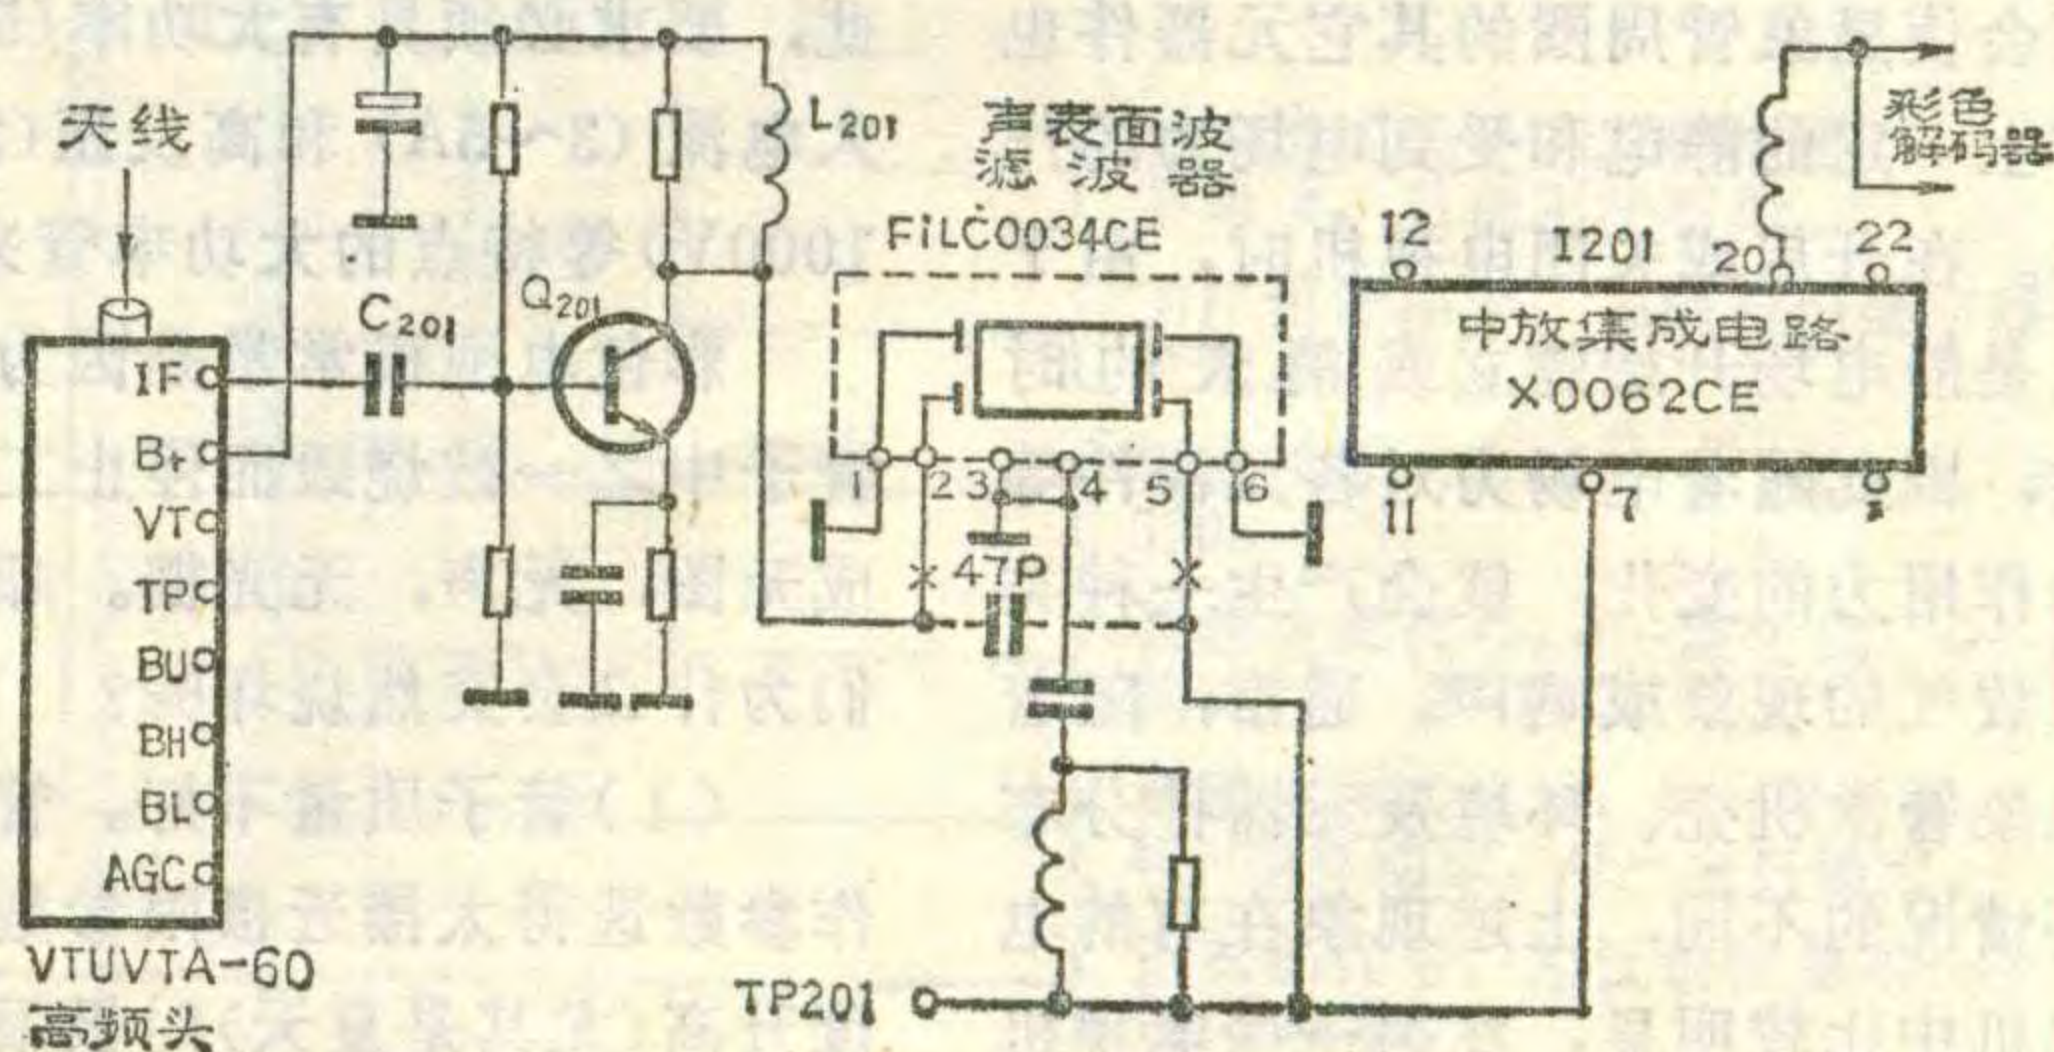 天线
IF
B+
VT
TP
BU
BH
BL
AGC
VTUVTA-60
高频头
C201
Q201
L201
声表面波
滤波器
FiLC0034CE
1
2
3
4
5
6
47P
TP201
12
I201
20
22
中放集成电路
X0062CE
11
7
彩色
解码器